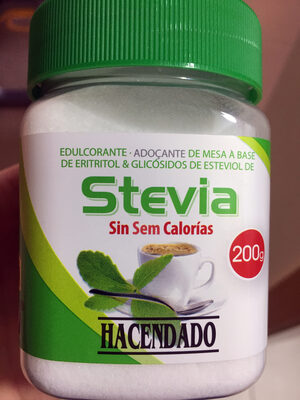 EDULCORANTE · ADOÇANTE DE MESA À BASE
DE ERITRITOL & GLICÓSIDOS DE ESTEVIOL DE
Stevia
Sin Sem Calorías
200g
HACENDADO